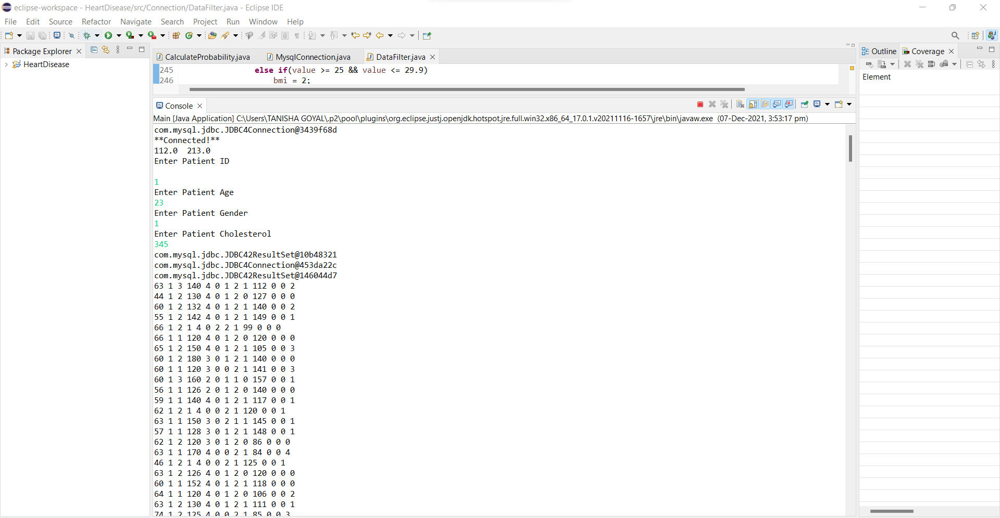 eclipse-workspace - HeartDisease/src/Connection/DataFilter.java - Eclipse IDE
File Edit Source Refactor Navigate Search Project Run Window Help
Package Explorer
HeartDisease
CalculateProbability.java MysqlConnection.java DataFilter.java
245 else if(value >= 25 && value <= 29.9)
246 bmi = 2;
Console
Main [Java Application] C:\Users\TANISHA GOYAL\.p2\pool\plugins\org.eclipse.justj.openjdk.hotspot.jre.full.win32.x86_64_17.0.1.v20211116-1657\jre\bin\javaw.exe (07-Dec-2021, 3:53:17 pm)
com.mysql.jdbc.JDBC4Connection@3439f68d
**Connected!**
112.0 213.0
Enter Patient ID
1
Enter Patient Age
23
Enter Patient Gender
1
Enter Patient Cholesterol
345
com.mysql.jdbc.JDBC42ResultSet@10b48321
com.mysql.jdbc.JDBC4Connection@453da22c
com.mysql.jdbc.JDBC42ResultSet@146044d7
63 1 3 140 4 0 1 2 1 112 0 0 2
44 1 2 130 4 0 1 2 0 127 0 0 0
60 1 2 132 4 0 1 2 1 140 0 0 2
55 1 2 142 4 0 1 2 1 149 0 0 1
66 1 2 1 4 0 2 2 1 99 0 0 0
66 1 1 120 4 0 1 2 0 120 0 0 0
65 1 2 150 4 0 1 2 1 105 0 0 3
60 1 2 180 3 0 1 2 1 140 0 0 0
60 1 1 120 3 0 0 2 1 141 0 0 3
60 1 3 160 2 0 1 1 0 157 0 0 1
56 1 1 126 2 0 1 2 0 140 0 0 0
59 1 1 140 4 0 1 2 1 117 0 0 1
62 1 2 1 4 0 0 2 1 120 0 0 1
63 1 1 150 3 0 2 1 1 145 0 0 1
57 1 1 128 3 0 1 2 1 148 0 0 1
62 1 2 120 3 0 1 2 0 86 0 0 0
63 1 1 170 4 0 0 2 1 84 0 0 4
46 1 2 1 4 0 0 2 1 125 0 0 1
63 1 2 126 4 0 1 2 0 120 0 0 0
60 1 1 152 4 0 1 2 1 118 0 0 0
64 1 1 120 4 0 1 2 0 106 0 0 2
63 1 2 130 4 0 1 2 1 111 0 0 1
74 1 2 125 4 0 0 2 1 85 0 0 3
Outline Coverage
Element